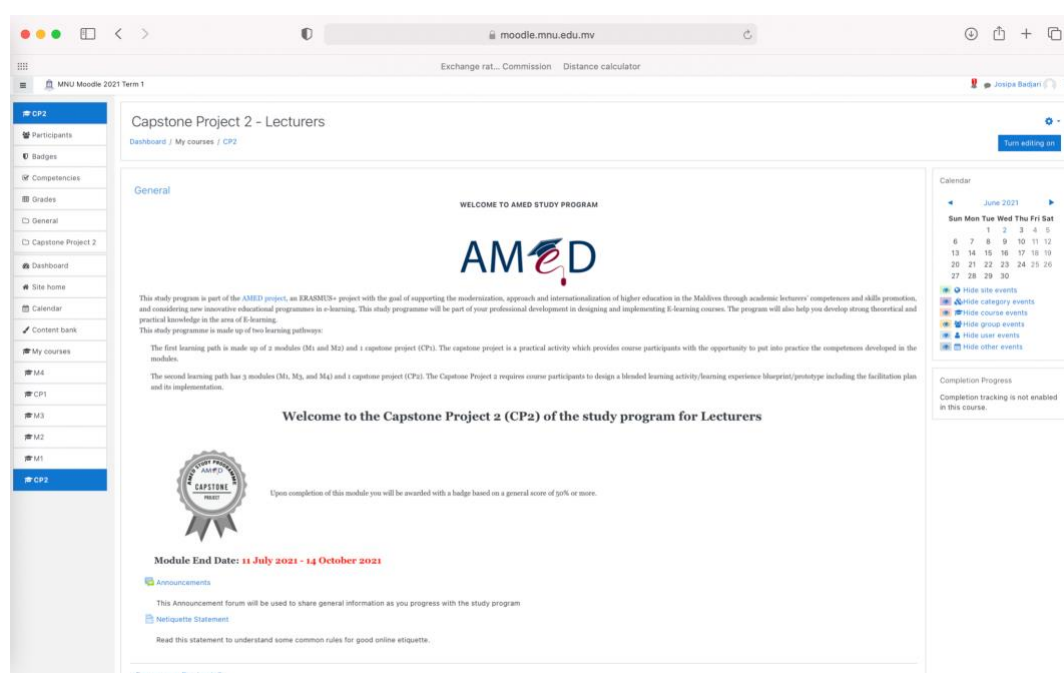 moodle.mnu.edu.mv
Exchange rat... Commission Distance calculator
MNU Moodle 2021 Term 1
Josipa Badjari
CP2
Participants
Badges
Competencies
Grades
General
Capstone Project 2
Dashboard
Site home
Calendar
Content bank
My courses
M4
CP1
M3
M2
M1
CP2
Capstone Project 2 - Lecturers
Dashboard / My courses / CP2
Turn editing on
General
WELCOME TO AMED STUDY PROGRAM
AMED
This study program is part of the AMED project, an ERASMUS+ project with the goal of supporting the modernization, approach and internationalization of higher education in the Maldives through academic lecturers' competences and skills promotion,
and considering new innovative educational programmes in e-learning. This study programme will be part of your professional development in designing and implementing E-learning courses. The program will also help you develop strong theoretical and
practical knowledge in the area of E-learning.
This study programme is made up of two learning pathways:
The first learning path is made up of 2 modules (M1 and M2) and 1 capstone project (CP1). The capstone project is a practical activity which provides course participants with the opportunity to put into practice the competences developed in the
modules.
The second learning path has 3 modules (M1, M3, and M4) and 1 capstone project (CP2). The Capstone Project 2 requires course participants to design a blended learning activity/learning experience blueprint/prototype including the facilitation plan
and its implementation.
Welcome to the Capstone Project 2 (CP2) of the study program for Lecturers
AMED STUDY PROGRAMME
AMED
CAPSTONE
PROJECT
Upon completion of this module you will be awarded with a badge based on a general score of 50% or more.
Module End Date: 11 July 2021 - 14 October 2021
Announcements
This Announcement forum will be used to share general information as you progress with the study program
Netiquette Statement
Read this statement to understand some common rules for good online etiquette.
Calendar
June 2021
Sun Mon Tue Wed Thu Fri Sat
1 2 3 4 5
6 7 8 9 10 11 12
13 14 15 16 17 18 19
20 21 22 23 24 25 26
27 28 29 30
Hide site events
Hide category events
Hide course events
Hide group events
Hide user events
Hide other events
Completion Progress
Completion tracking is not enabled
in this course.